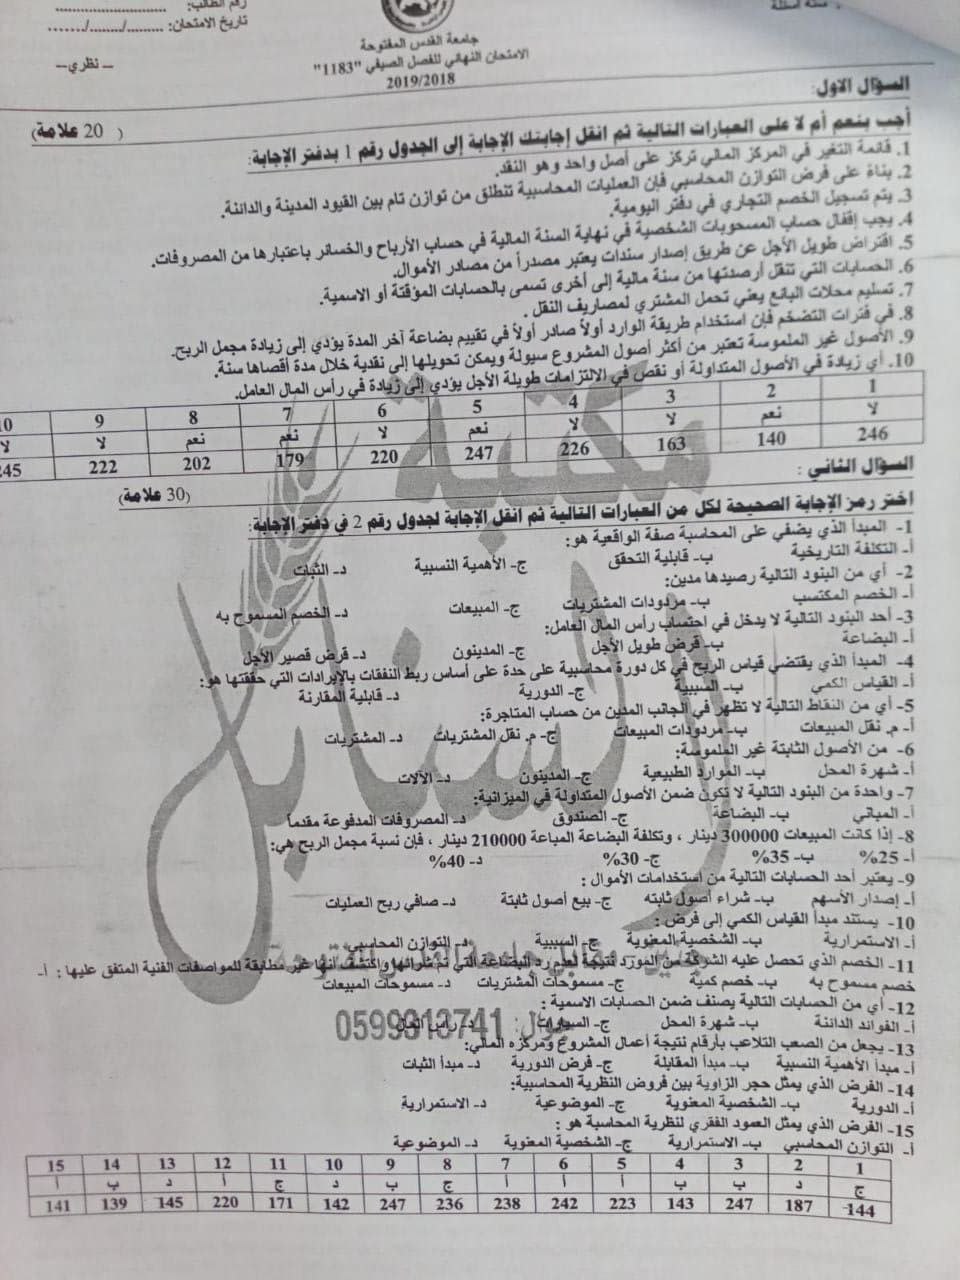 رقم الطالب: ........................
تاريخ الامتحان: ......../......../........
-- نظري --
جامعة القدس المفتوحة
الامتحان النهائي للفصل الصيفي "1183"
2019/2018
السؤال الاول:
( 20 علامة)
أجب بنعم أم لا على العبارات التالية ثم انقل إجابتك الإجابة إلى الجدول رقم 1 بدفتر الإجابة:
1. قائمة التغير في المركز المالي تركز على أصل واحد وهو النقد.
2. بناءً على فرض التوازن المحاسبي فإن العمليات المحاسبية تنطلق من توازن تام بين القيود المدينة والدائنة.
3. يتم تسجيل الخصم التجاري في دفتر اليومية.
4. يجب إقفال حساب المسحوبات الشخصية في نهاية السنة المالية في حساب الأرباح والخسائر باعتبارها من المصروفات.
5. اقتراض طويل الأجل عن طريق إصدار سندات يعتبر مصدراً من مصادر الأموال.
6. الحسابات التي تنقل أرصدتها من سنة مالية إلى أخرى تسمى بالحسابات المؤقتة أو الاسمية.
7. تسليم محلات البائع يعني تحمل المشتري لمصاريف النقل .
8. في فترات التضخم فإن استخدام طريقة الوارد أولاً صادر أولاً في تقييم بضاعة آخر المدة يؤدي إلى زيادة مجمل الربح.
9. الأصول غير الملموسة تعتبر من أكثر أصول المشروع سيولة ويمكن تحويلها إلى نقدية خلال مدة أقصاها سنة.
10. أي زيادة في الأصول المتداولة أو نقص في الالتزامات طويلة الأجل يؤدي إلى زيادة في رأس المال العامل.
1 2 3 4 5 6 7 8 9 10
لا نعم لا لا نعم لا نعم نعم لا لا
246 140 163 226 247 220 179 202 222 245
السؤال الثاني :
(30 علامة)
اختر رمز الإجابة الصحيحة لكل من العبارات التالية ثم انقل الإجابة لجدول رقم 2 في دفتر الإجابة:
1- المبدأ الذي يضفي على المحاسبة صفة الواقعية هو:
أ- التكلفة التاريخية ب- قابلية التحقق ج- الأهمية النسبية د- الثبات
2- أي من البنود التالية رصيدها مدين:
أ- الخصم المكتسب ب- مردودات المشتريات ج- المبيعات د- الخصم المسموح به
3- أحد البنود التالية لا يدخل في احتساب رأس المال العامل:
أ- البضاعة ب- قرض طويل الأجل ج- المدينون د- قرض قصير الأجل
4- المبدأ الذي يقتضي قياس الربح في كل دورة محاسبية على حدة على أساس ربط النفقات بالإيرادات التي حققتها هو:
أ- القياس الكمي ب- السببية ج- الدورية د- قابلية المقارنة
5- أي من النقاط التالية لا تظهر في الجانب المدين من حساب المتاجرة:
أ- م. نقل المبيعات ب- مردودات المبيعات ج- م. نقل المشتريات د- المشتريات
6- من الأصول الثابتة غير الملموسة:
أ- شهرة المحل ب- الموارد الطبيعية ج- المدينون د- الآلات
7- واحدة من البنود التالية لا تكون ضمن الأصول المتداولة في الميزانية:
أ- المباني ب- البضاعة ج- الصندوق د- المصروفات المدفوعة مقدماً
8- إذا كانت المبيعات 300000 دينار ، وتكلفة البضاعة المباعة 210000 دينار ، فإن نسبة مجمل الربح هي:
أ- 25% ب- 35% ج- 30% د- 40%
9- يعتبر أحد الحسابات التالية من استخدامات الأموال :
أ- إصدار الأسهم ب- شراء أصول ثابته ج- بيع أصول ثابتة د- صافي ربح العمليات
10- يستند مبدأ القياس الكمي إلى فرض :
أ- الاستمرارية ب- الشخصية المعنوية ج- السببية د- التوازن المحاسبي
11- الخصم الذي تحصل عليه الشركة من المورد نتيجة لعدم رد البضاعة التي تم شرائها واكتشف أنها غير مطابقة للمواصفات الفنية المتفق عليها : أ-
خصم مسموح به ب- خصم كمية ج- مسموحات المشتريات د- مسموحات المبيعات
12- أي من الحسابات التالية يصنف ضمن الحسابات الاسمية :
أ- الفوائد الدائنة ب- شهرة المحل ج- السيارات د- رأس المال
13- يجعل من الصعب التلاعب بأرقام نتيجة أعمال المشروع ومركزه المالي:
أ- مبدأ الأهمية النسبية ب- مبدأ المقابلة ج- فرض الدورية د- مبدأ الثبات
14- الفرض الذي يمثل حجر الزاوية بين فروض النظرية المحاسبية:
أ- الدورية ب- الشخصية المعنوية ج- الموضوعية د- الاستمرارية
15- الفرض الذي يمثل العمود الفقري لنظرية المحاسبة هو :
أ- التوازن المحاسبي ب- الاستمرارية ج- الشخصية المعنوية د- الموضوعية
1 2 3 4 5 6 7 8 9 10 11 12 13 14 15
ج د ب ب أ أ أ ج ب د ج أ د ب أ
144 187 247 143 223 242 238 236 247 142 171 220 145 139 141
مكتبة
السنابل
جوال: 0599313741